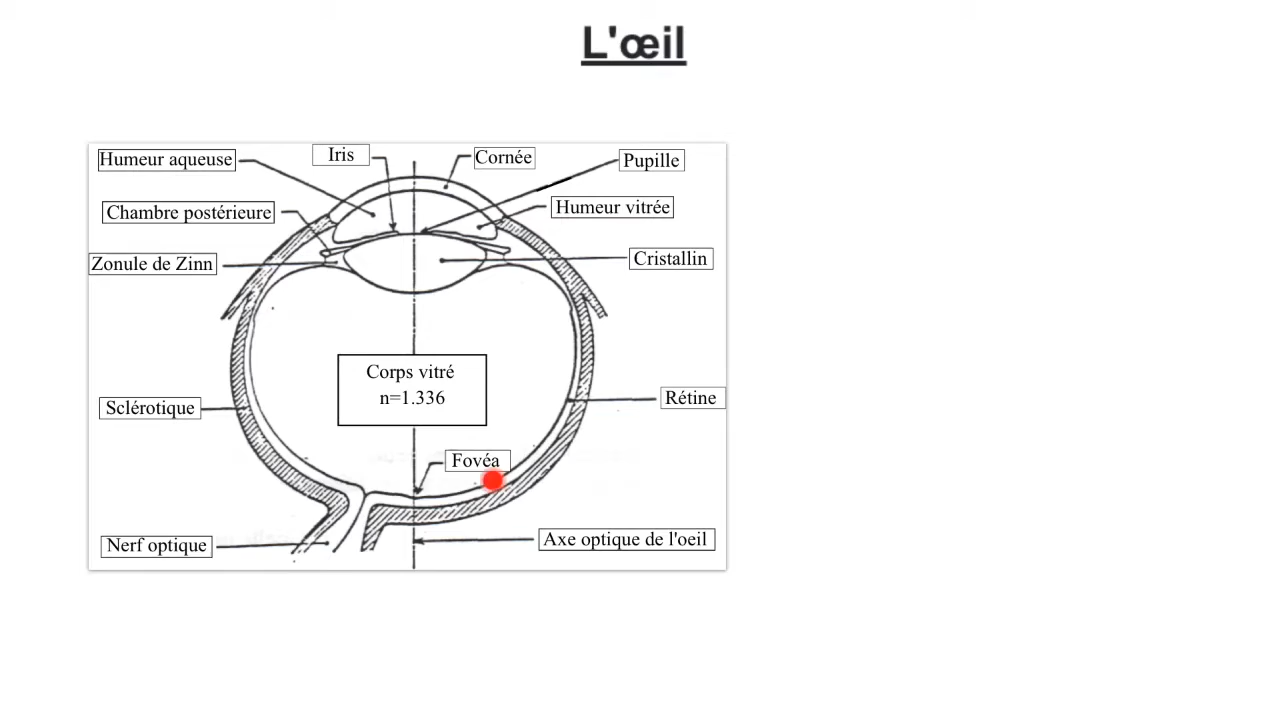 L'œil
Humeur aqueuse
Iris
Cornée
Pupille
Chambre postérieure
Humeur vitrée
Zonule de Zinn
Cristallin
Corps vitré
n=1.336
Sclérotique
Rétine
Fovéa
Nerf optique
Axe optique de l'oeil